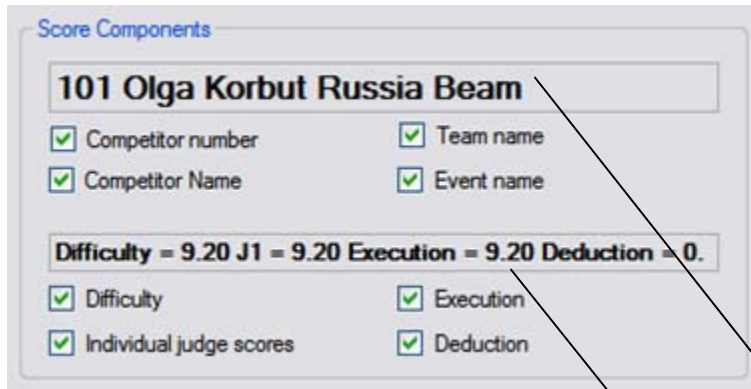 Score Components
101 Olga Korbut Russia Beam
Competitor number Team name
Competitor Name Event name
Difficulty = 9.20 J1 = 9.20 Execution = 9.20 Deduction = 0.
Difficulty Execution
Individual judge scores Deduction